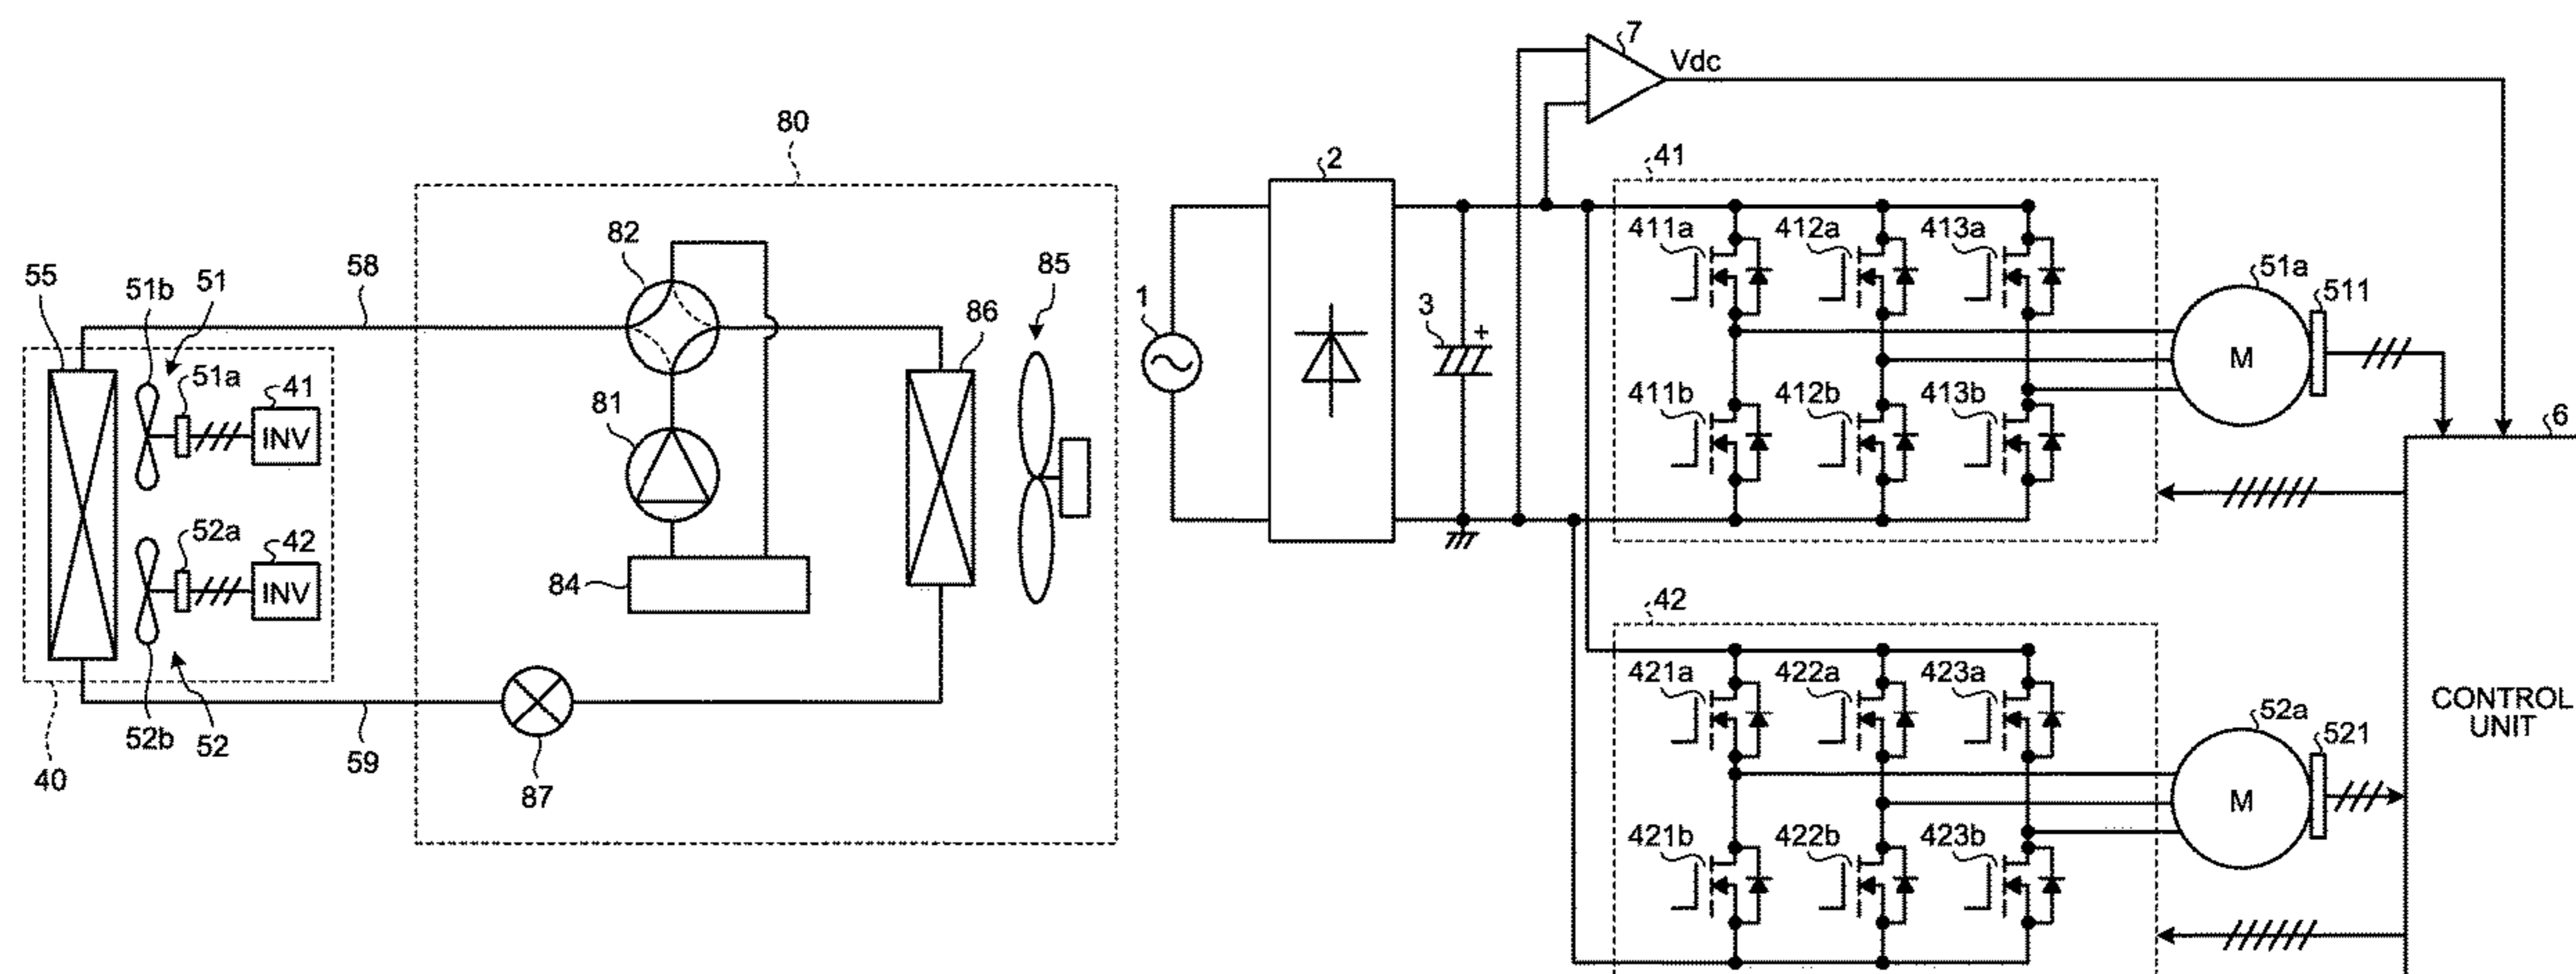 80
82
58
55
51b
51
51a
41
INV
81
86
85
52a
42
INV
84
52b
52
40
59
87
7
Vdc
2
41
1
3
+
411a
412a
413a
51a
511
M
411b
412b
413b
6
CONTROL
UNIT
42
421a
422a
423a
52a
521
M
421b
422b
423b